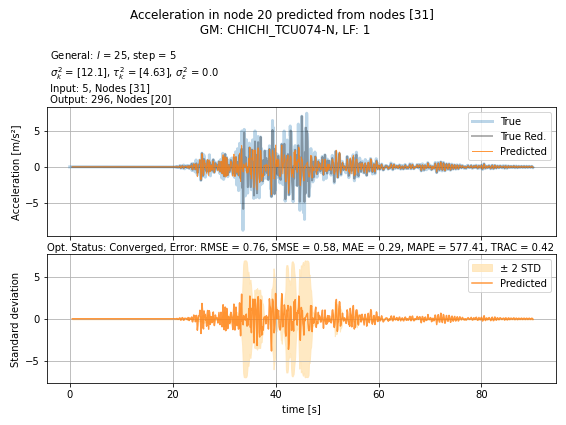 Acceleration in node 20 predicted from nodes [31]
GM: CHICHI_TCU074-N, LF: 1
General: l = 25, step = 5
σ²ₖ = [12.1], τ²ₖ = [4.63], σ²ε = 0.0
Input: 5, Nodes [31]
Output: 296, Nodes [20]
Acceleration [m/s²]
5
0
−5
True
True Red.
Predicted
Opt. Status: Converged, Error: RMSE = 0.76, SMSE = 0.58, MAE = 0.29, MAPE = 577.41, TRAC = 0.42
Standard deviation
5
0
−5
± 2 STD
Predicted
0 20 40 60 80
time [s]